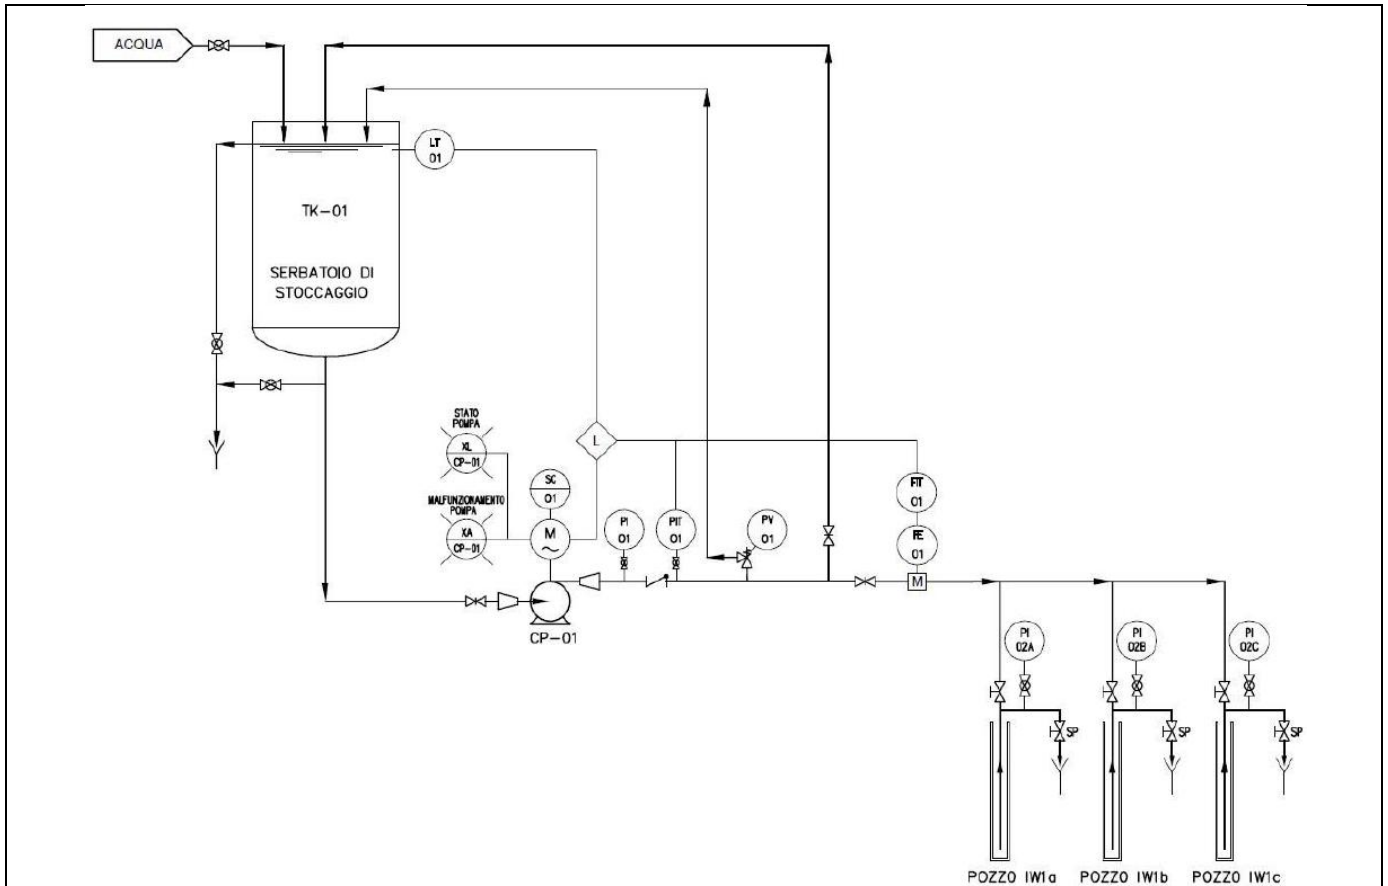 ACQUA
LT
01
TK-01
SERBATOIO DI
STOCCAGGIO
STATO
POMPA
XL
CP-01
L
SC
01
FIT
01
MALFUNZIONAMENTO
POMPA
XA
CP-01
M
PI
01
PIT
01
PV
01
FE
01
M
CP-01
PI
02A
PI
02B
PI
02C
SP
SP
SP
POZZO IW1a
POZZO IW1b
POZZO IW1c